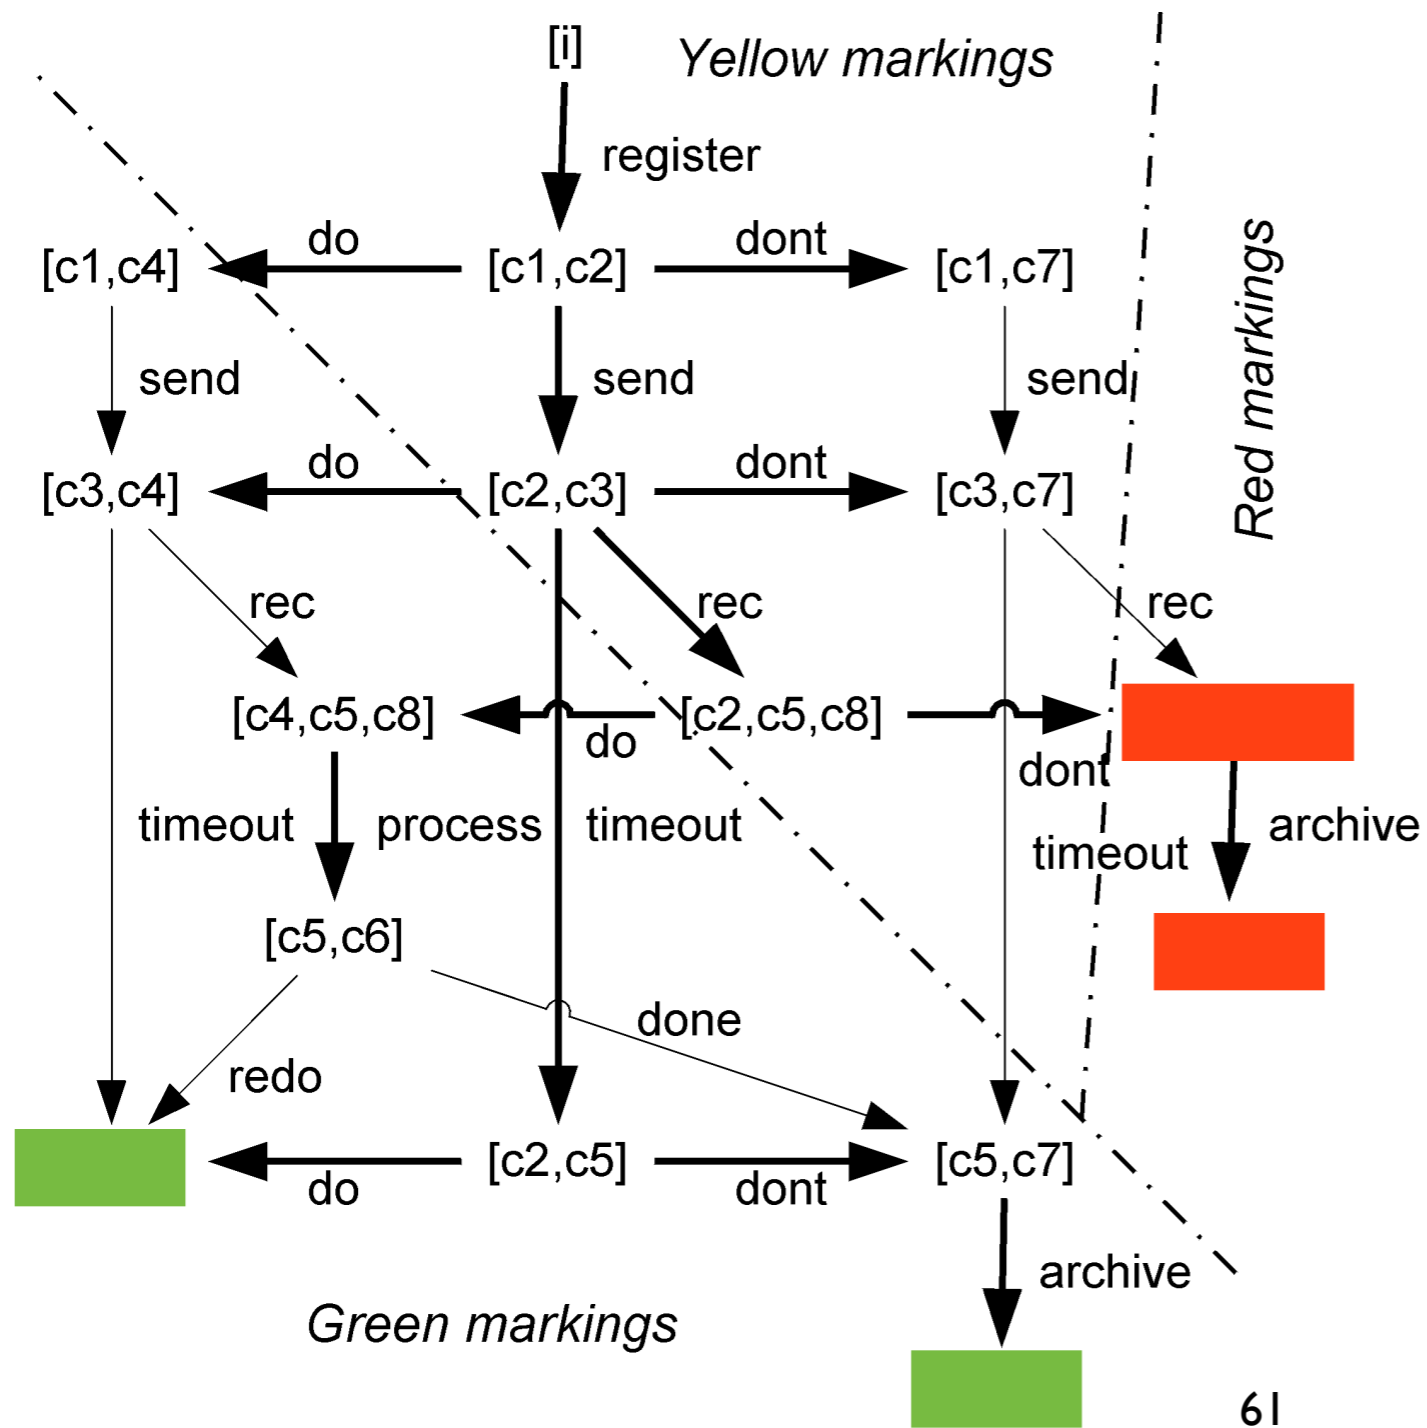 [i]
Yellow markings
register
do
dont
[c1,c4]
[c1,c2]
[c1,c7]
Red markings
send
send
send
do
dont
[c3,c4]
[c2,c3]
[c3,c7]
rec
rec
rec
[c4,c5,c8]
[c2,c5,c8]
do
dont
timeout
process
timeout
timeout
archive
[c5,c6]
done
redo
[c2,c5]
[c5,c7]
do
dont
archive
Green markings
61